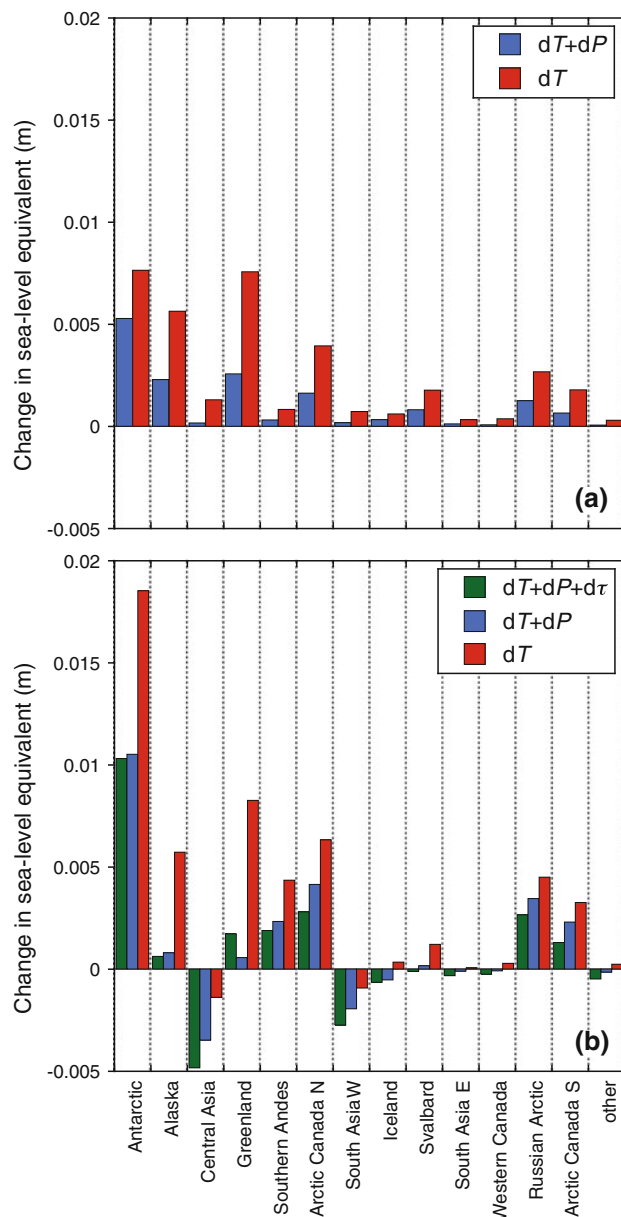 0.02
dT+dP
dT
0.015
0.01
0.005
0
-0.005
Change in sea-level equivalent (m)
(a)
0.02
dT+dP+dτ
dT+dP
dT
0.015
0.01
0.005
0
-0.005
Change in sea-level equivalent (m)
(b)
Antarctic
Alaska
Central Asia
Greenland
Southern Andes
Arctic Canada N
South Asia W
Iceland
Svalbard
South Asia E
Western Canada
Russian Arctic
Arctic Canada S
other